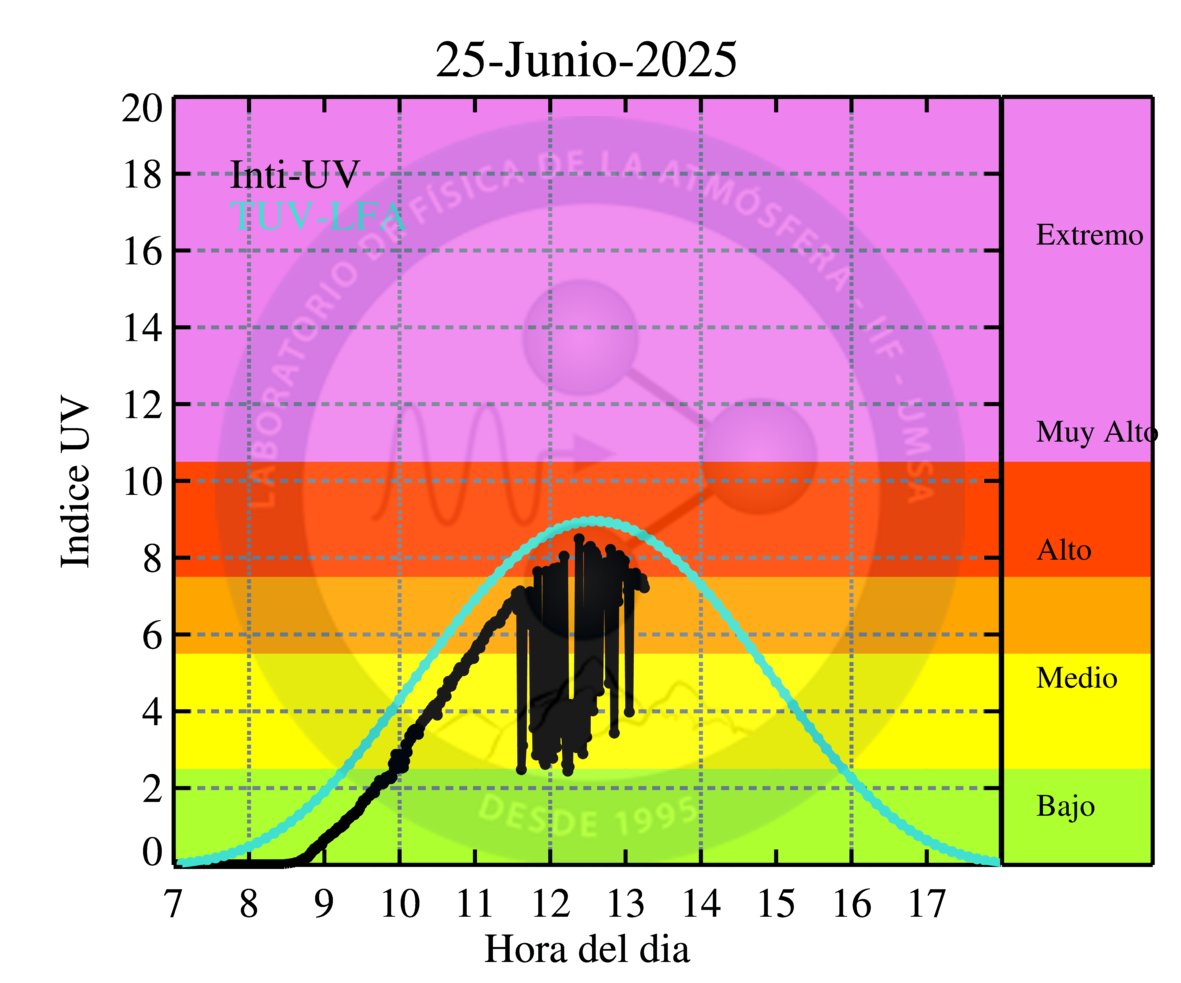 25-Junio-2025
Inti-UV
TUV-LFA
20
18
16
14
12
10
8
6
4
2
0
Indice UV
7 8 9 10 11 12 13 14 15 16 17
Hora del dia
Extremo
Muy Alto
Alto
Medio
Bajo
LABORATORIO DE FÍSICA DE LA ATMÓSFERA - IIF - UMSA
DESDE 1995